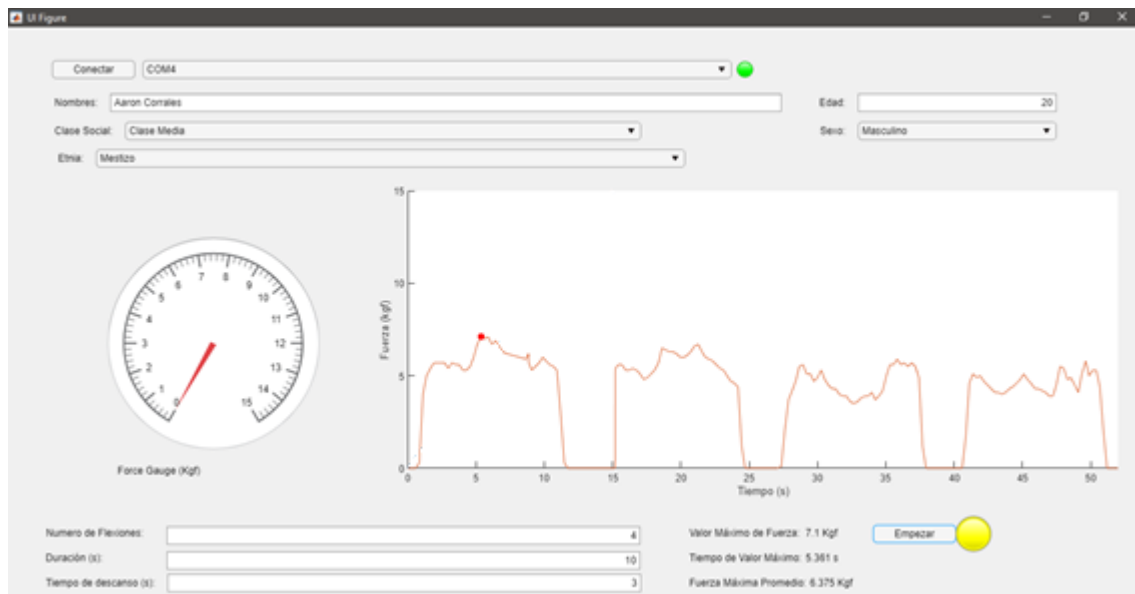 UI Figure
Conectar COM4
Nombres: Aaron Corrales Edad: 20
Clase Social: Clase Media Sexo: Masculino
Etnia: Mestizo
0 1 2 3 4 5 6 7 8 9 10 11 12 13 14 15
Force Gauge (Kgf)
Fuerza (kgf)
15
10
5
0
0 5 10 15 20 25 30 35 40 45 50
Tiempo (s)
Numero de Flexiones: 4 Valor Máximo de Fuerza: 7.1 Kgf Empezar
Duración (s): 10 Tiempo de Valor Máximo: 5.361 s
Tiempo de descanso (s): 3 Fuerza Máxima Promedio: 6.375 Kgf